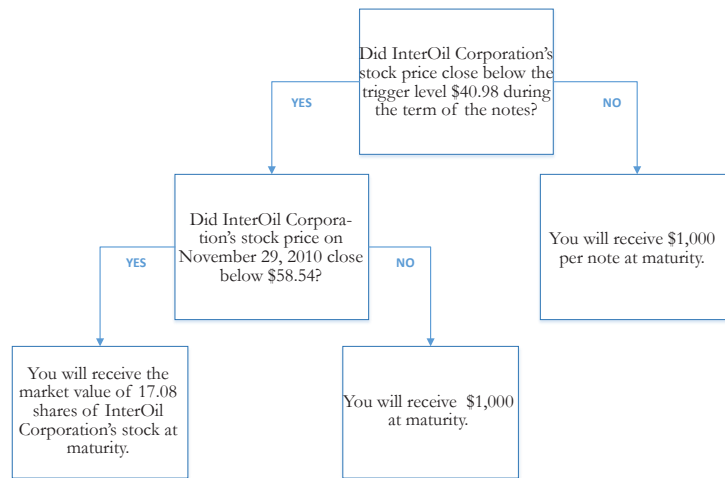 Did InterOil Corporation's
stock price close below the
trigger level $40.98 during
the term of the notes?
YES
NO
Did InterOil Corpora-
tion's stock price on
November 29, 2010 close
below $58.54?
You will receive $1,000
per note at maturity.
YES
NO
You will receive the
market value of 17.08
shares of InterOil
Corporation's stock at
maturity.
You will receive $1,000
at maturity.